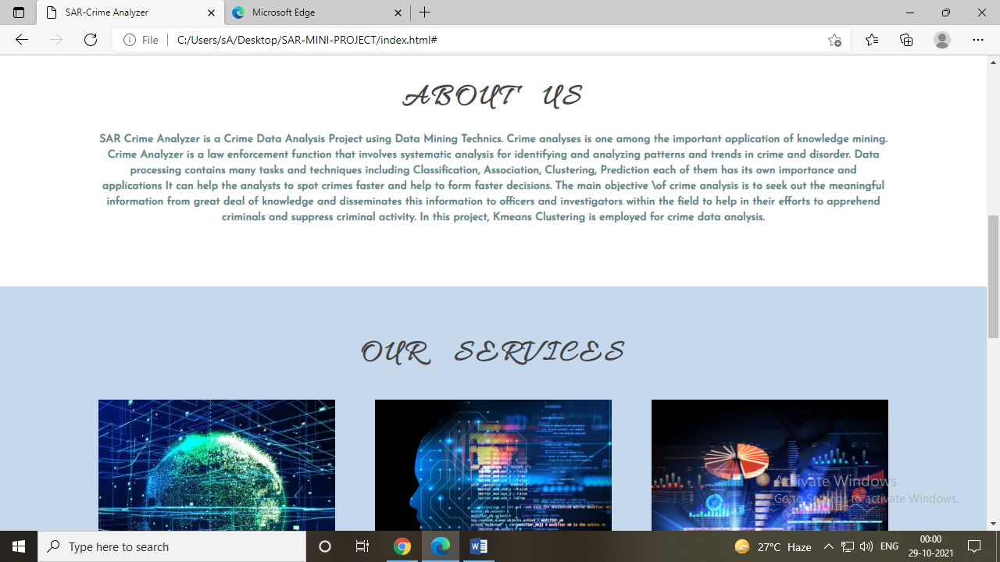 SAR-Crime Analyzer
Microsoft Edge
File
C:/Users/sA/Desktop/SAR-MINI-PROJECT/index.html#
ABOUT US
SAR Crime Analyzer is a Crime Data Analysis Project using Data Mining Technics. Crime analyses is one among the important application of knowledge mining.
Crime Analyzer is a law enforcement function that involves systematic analysis for identifying and analyzing patterns and trends in crime and disorder. Data
processing contains many tasks and techniques including Classification, Association, Clustering, Prediction each of them has its own importance and
applications It can help the analysts to spot crimes faster and help to form faster decisions. The main objective \of crime analysis is to seek out the meaningful
information from great deal of knowledge and disseminates this information to officers and investigators within the field to help in their efforts to apprehend
criminals and suppress criminal activity. In this project, Kmeans Clustering is employed for crime data analysis.
OUR SERVICES
Activate Windows
Go to Settings to activate Windows.
Type here to search
27°C Haze
ENG
00:00
29-10-2021